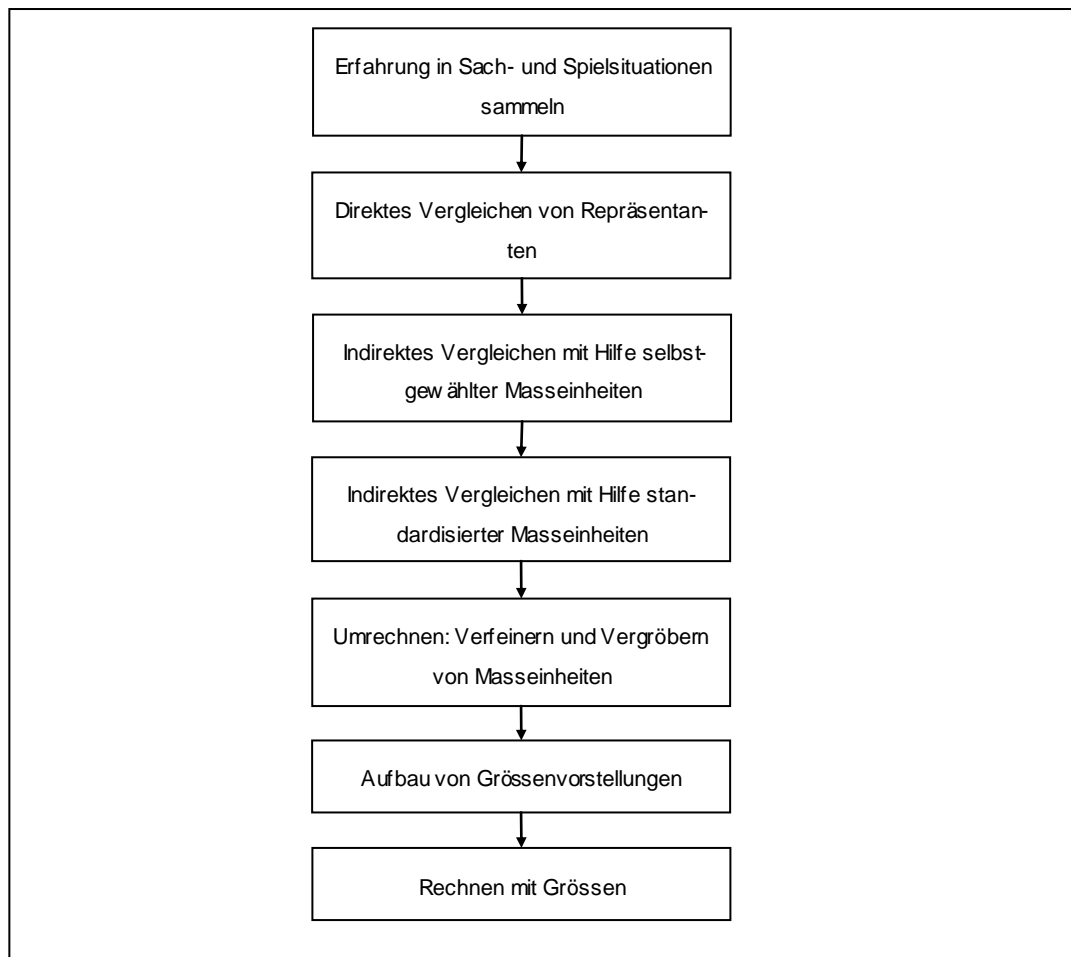 Erfahrung in Sach- und Spielsituationen
sammeln
Direktes Vergleichen von Repräsentan-
ten
Indirektes Vergleichen mit Hilfe selbst-
gewählter Masseinheiten
Indirektes Vergleichen mit Hilfe stan-
dardisierter Masseinheiten
Umrechnen: Verfeinern und Vergröbern
von Masseinheiten
Aufbau von Grössenvorstellungen
Rechnen mit Grössen